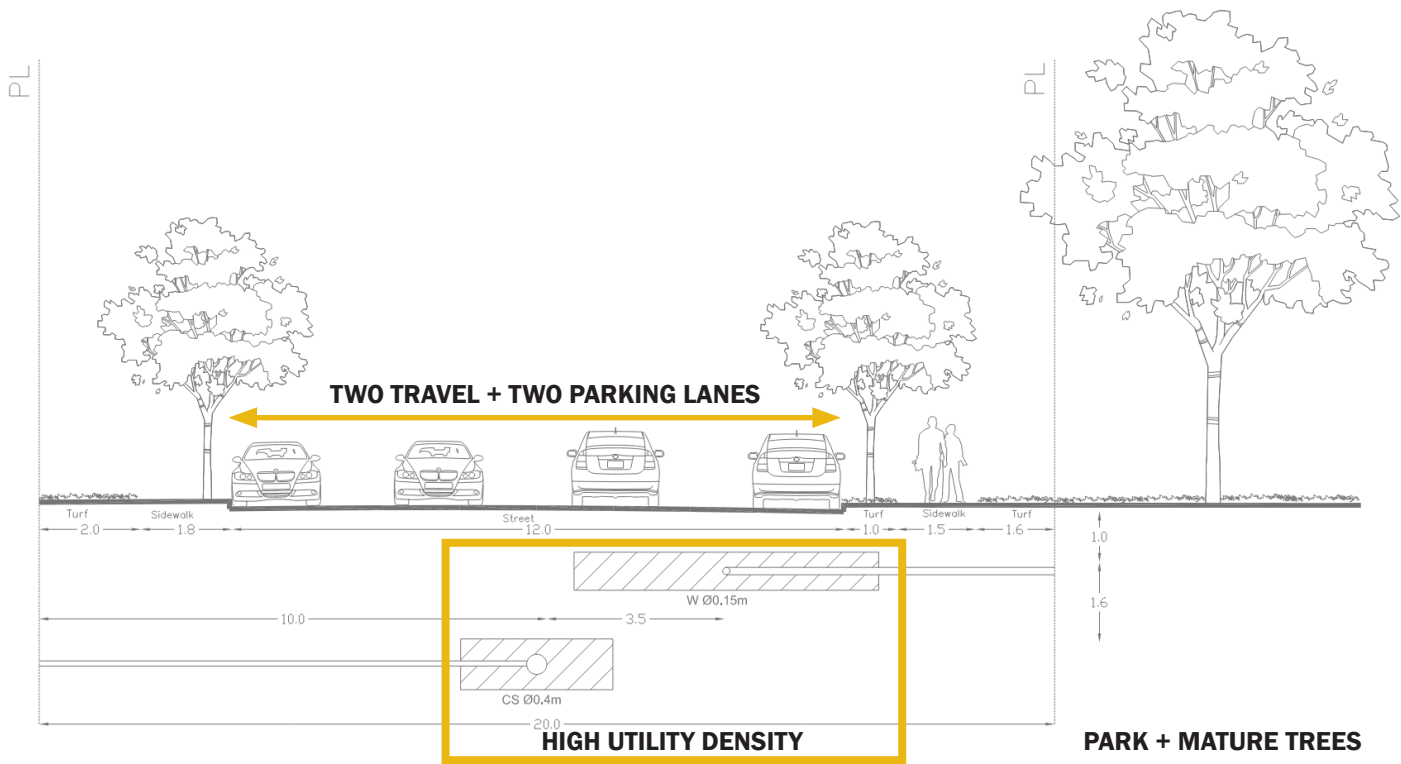 PL
PL
TWO TRAVEL + TWO PARKING LANES
Turf
Sidewalk
Street
Turf
Sidewalk
Turf
2.0
1.8
12.0
1.0
1.5
1.6
1.0
W Ø0.15m
1.6
10.0
3.5
CS Ø0.4m
20.0
HIGH UTILITY DENSITY
PARK + MATURE TREES